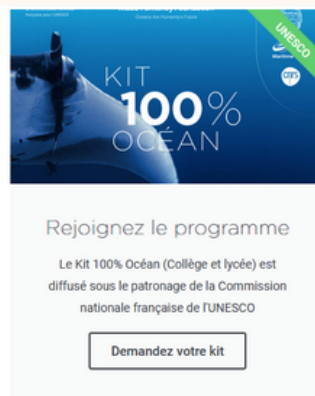 UNESCO
KIT
100%
OCÉAN
cnrs
Rejoignez le programme
Le Kit 100% Océan (Collège et lycée) est
diffusé sous le patronage de la Commission
nationale française de l'UNESCO
Demandez votre kit